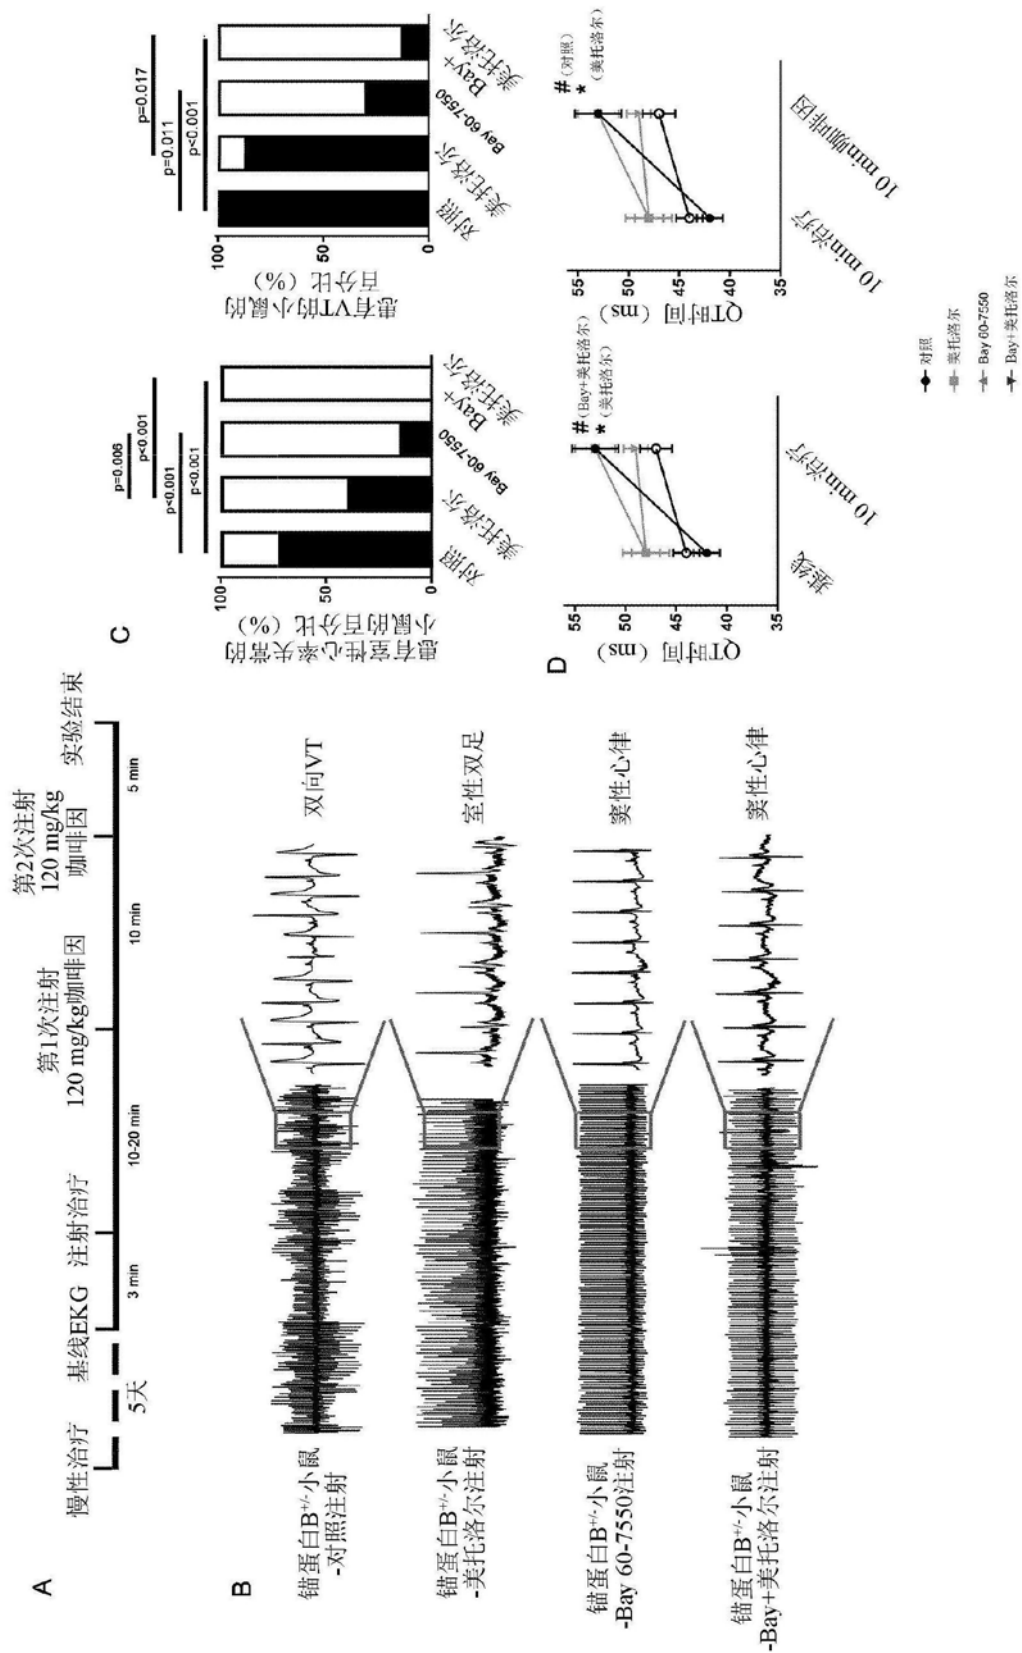 A
慢性治疗
基线EKG
注射治疗
第1次注射
120 mg/kg咖啡因
第2次注射
120 mg/kg
咖啡因
实验结束
5天
3 min
10-20 min
10 min
5 min
B
锚蛋白B+/-小鼠
-对照注射
双向VT
锚蛋白B+/-小鼠
-美托洛尔注射
室性双足
锚蛋白B+/-小鼠
-Bay 60-7550注射
窦性心律
锚蛋白B+/-小鼠
-Bay+美托洛尔注射
窦性心律
C
患有室性心率失常的
小鼠的百分比（%）
100
50
0
p=0.006
p<0.001
p<0.001
p<0.001
对照
美托洛尔
Bay 60-7550
Bay+
美托洛尔
患有VT的小鼠的
百分比（%）
100
50
0
p=0.017
p=0.011
p<0.001
对照
美托洛尔
Bay 60-7550
Bay+
美托洛尔
D
QT时间（ms）
55
50
45
40
35
#(Bay+美托洛尔)
*(美托洛尔)
基线
10 min治疗
QT时间（ms）
55
50
45
40
35
#(对照)
*(美托洛尔)
10 min治疗
10 min咖啡因
对照
美托洛尔
Bay 60-7550
Bay+美托洛尔